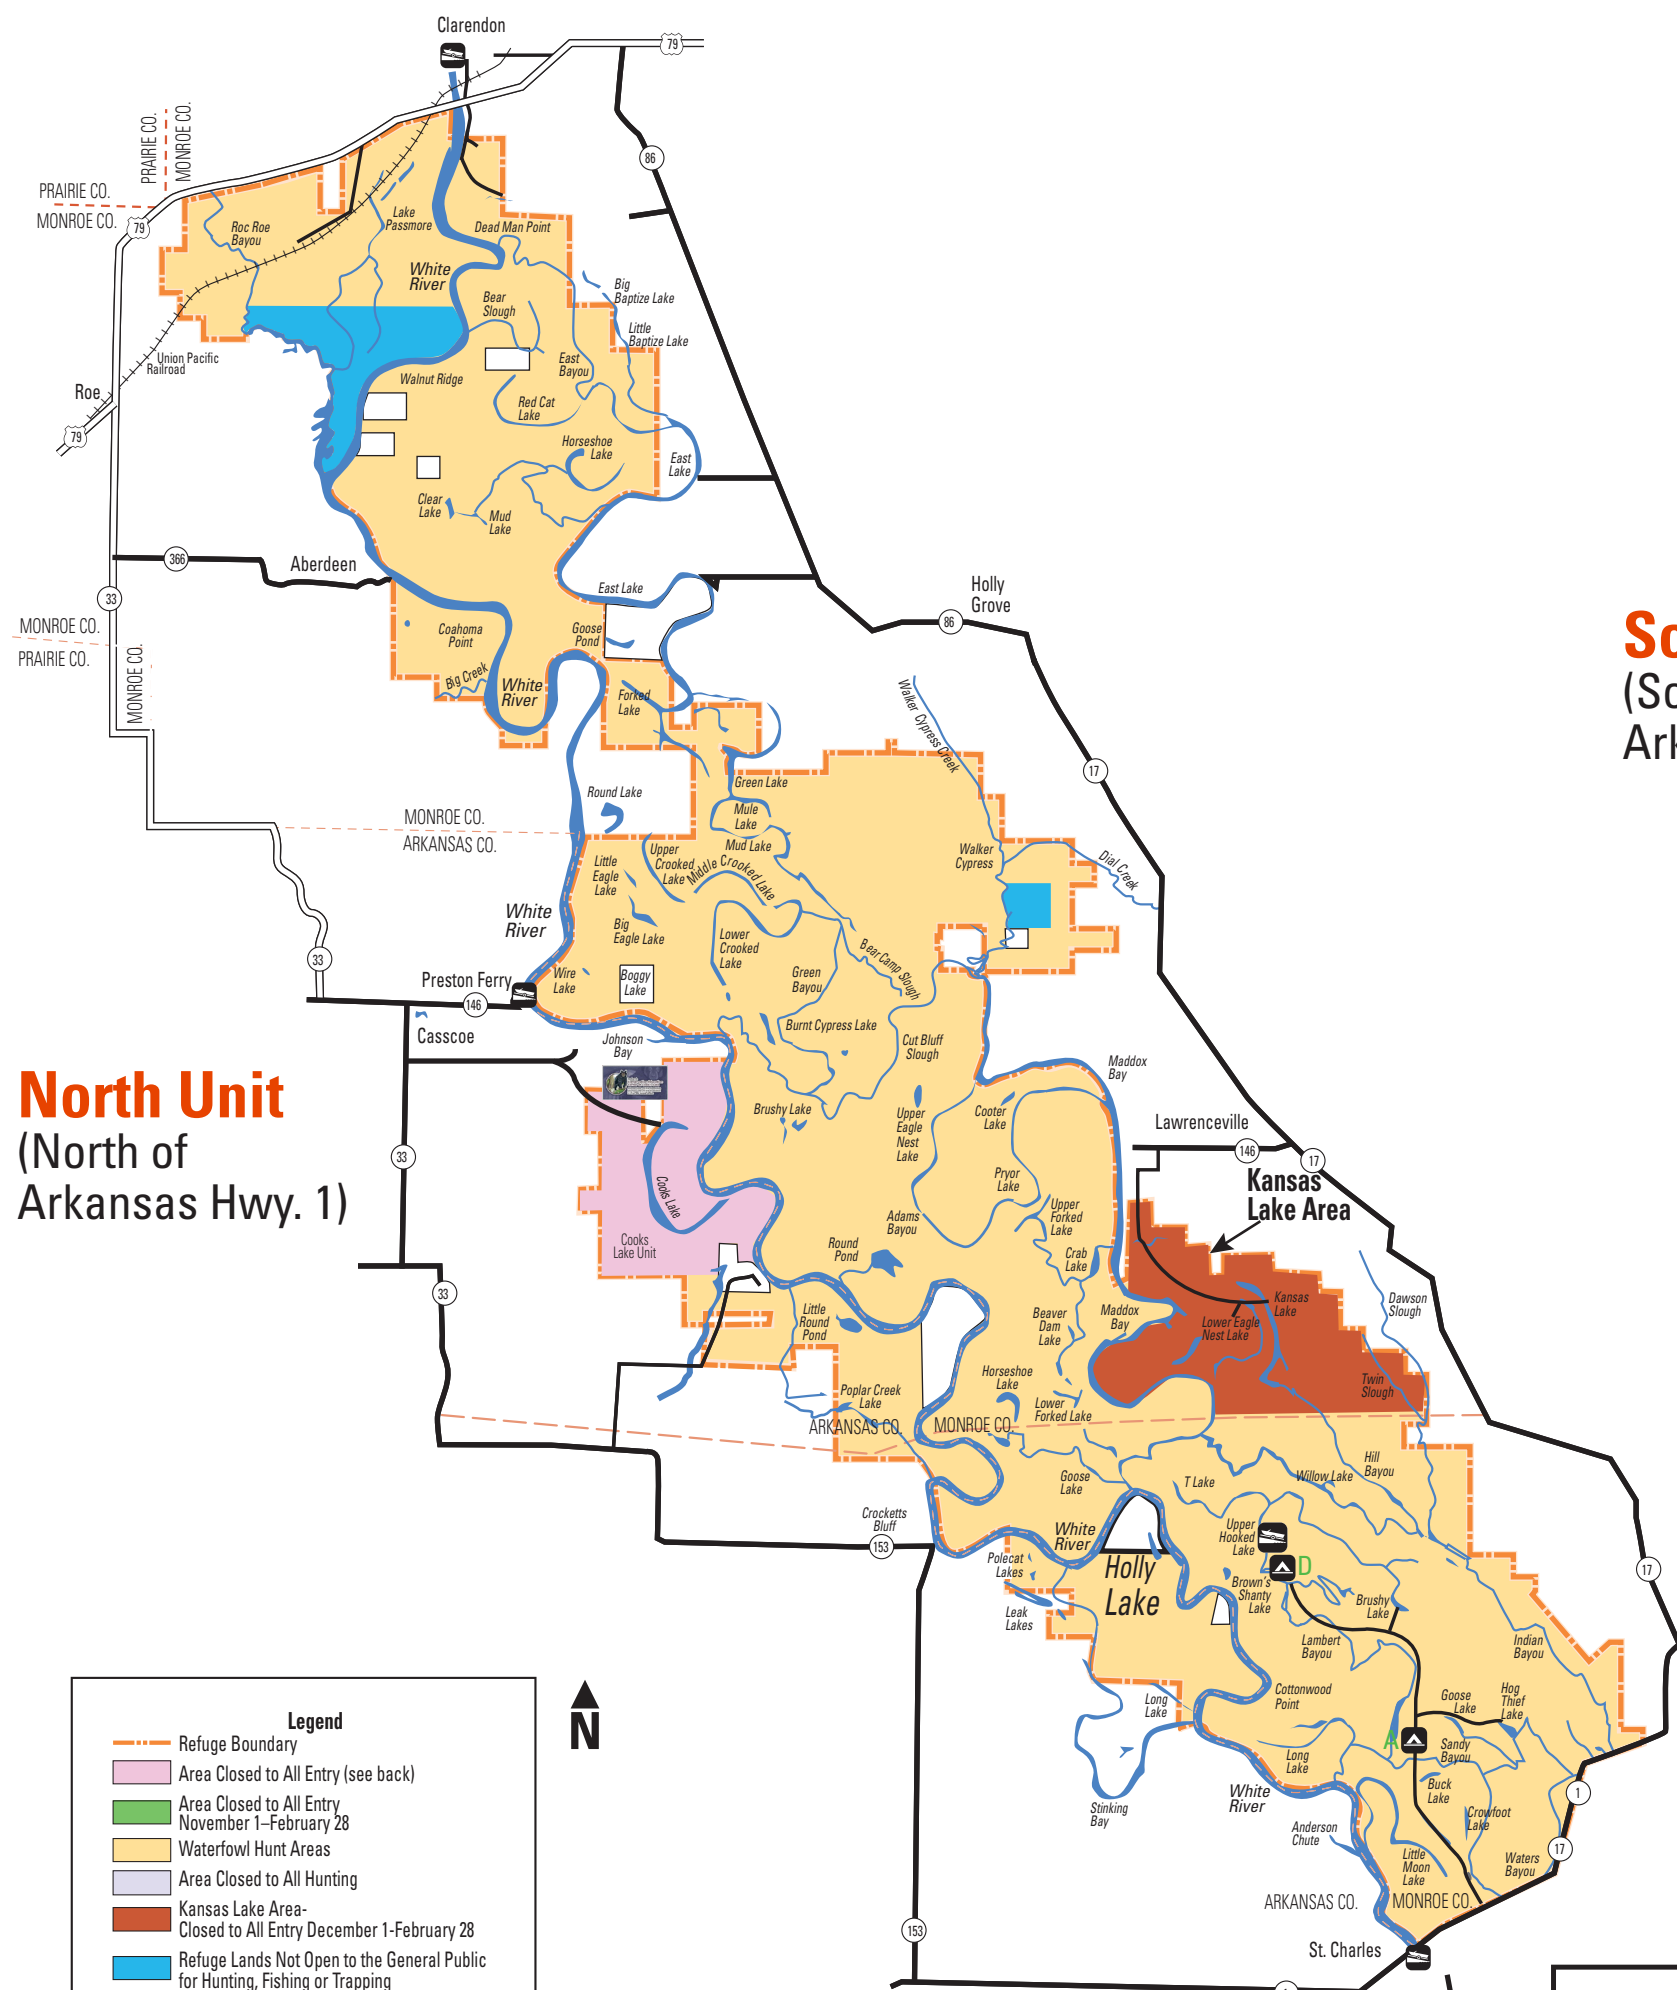 Clarendon
79
PRAIRIE CO.
MONROE CO.
86
PRAIRIE CO.
MONROE CO.
79
Roc Roe
Bayou
Lake
Passmore
Dead Man Point
White
River
Big
Baptize Lake
Bear
Slough
Little
Baptize Lake
Union Pacific
Railroad
East
Bayou
Walnut Ridge
Roe
Red Cat
Lake
79
Horseshoe
Lake
East
Lake
Clear
Lake
Mud
Lake
366
Aberdeen
33
East Lake
Holly
Grove
86
MONROE CO.
PRAIRIE CO.
MONROE CO.
Coahoma
Point
Goose
Pond
Big Creek
White
River
Forked
Lake
Walker Cypress Creek
So
(So
Ark
17
Green Lake
Round Lake
Mule
Lake
MONROE CO.
ARKANSAS CO.
Mud Lake
Upper
Crooked
Lake
Middle Crooked Lake
Little
Eagle
Lake
Walker
Cypress
Dial Creek
White
River
Big
Eagle Lake
Lower
Crooked
Lake
Bear Camp Slough
33
Preston Ferry
Wire
Lake
Boggy
Lake
Green
Bayou
146
Casscoe
Burnt Cypress Lake
Johnson
Bay
Cut Bluff
Slough
Maddox
Bay
North Unit
(North of
Arkansas Hwy. 1)
Brushy Lake
Upper
Eagle
Nest
Lake
Cooter
Lake
Lawrenceville
146
17
33
Kansas
Lake Area
Cooks Lake
Pryor
Lake
Upper
Forked
Lake
Adams
Bayou
Cooks
Lake Unit
Round
Pond
Crab
Lake
33
Little
Round
Pond
Beaver
Dam
Lake
Maddox
Bay
Kansas
Lake
Lower Eagle
Nest Lake
Dawson
Slough
Horseshoe
Lake
Twin
Slough
Poplar Creek
Lake
Lower
Forked Lake
ARKANSAS CO.
MONROE CO.
Goose
Lake
T Lake
Willow Lake
Hill
Bayou
Crocketts
Bluff
153
White
River
Upper
Hooked
Lake
D
Polecat
Lakes
Holly
Lake
17
Brown's
Shanty
Lake
Brushy
Lake
Leak
Lakes
Lambert
Bayou
Indian
Bayou
Cottonwood
Point
Long
Lake
Goose
Lake
Hog
Thief
Lake
A
Sandy
Bayou
Long
Lake
White
River
Buck
Lake
1
Stinking
Bay
Crowfoot
Lake
Anderson
Chute
17
Little
Moon
Lake
Waters
Bayou
ARKANSAS CO.
MONROE CO.
153
St. Charles
N
Legend
Refuge Boundary
Area Closed to All Entry (see back)
Area Closed to All Entry
November 1–February 28
Waterfowl Hunt Areas
Area Closed to All Hunting
Kansas Lake Area-
Closed to All Entry December 1-February 28
Refuge Lands Not Open to the General Public
for Hunting, Fishing or Trapping